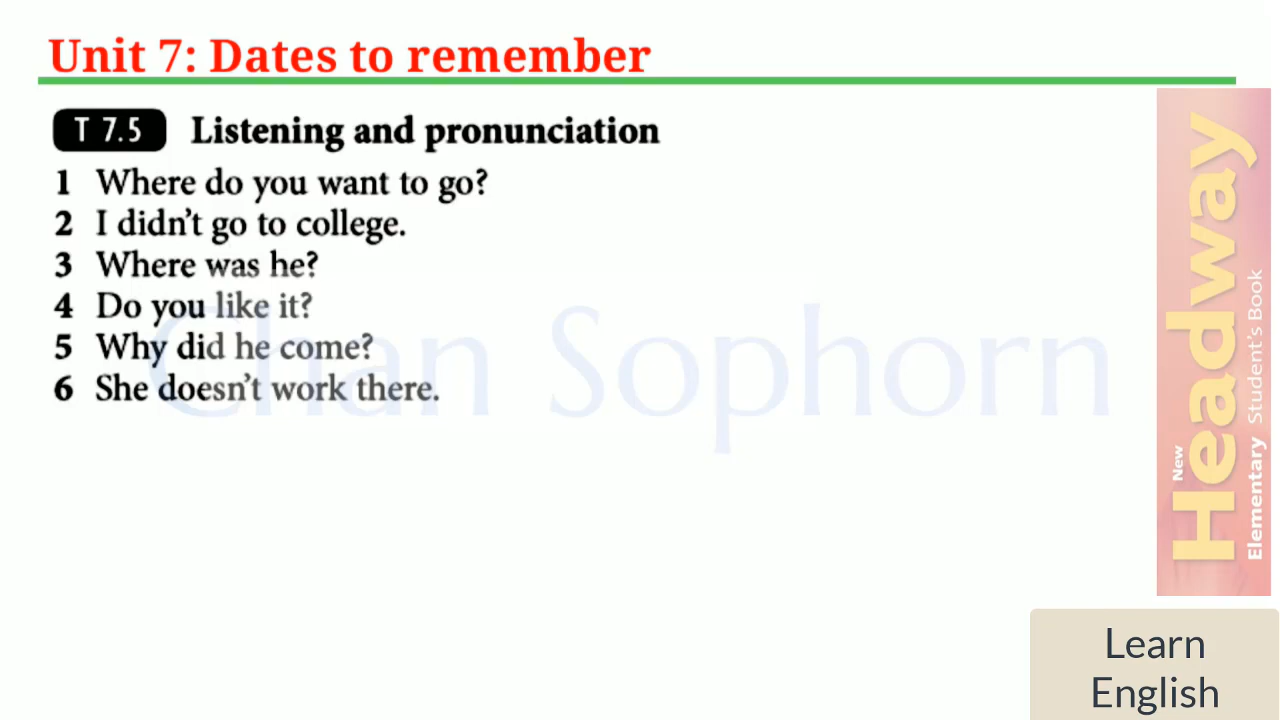 Unit 7: Dates to remember
T 7.5 Listening and pronunciation
1 Where do you want to go?
2 I didn't go to college.
3 Where was he?
4 Do you like it?
5 Why did he come?
6 She doesn't work there.
Chan Sophorn
New
Headway
Elementary Student's Book
Learn
English